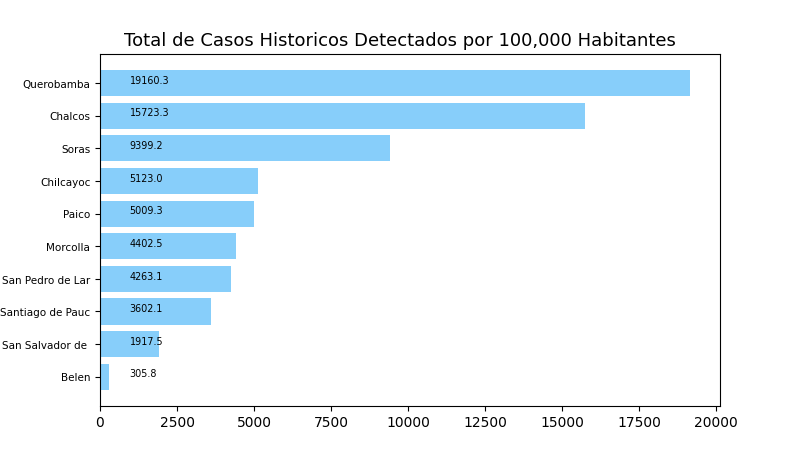 Total de Casos Historicos Detectados por 100,000 Habitantes
Querobamba 19160.3
Chalcos 15723.3
Soras 9399.2
Chilcayoc 5123.0
Paico 5009.3
Morcolla 4402.5
San Pedro de Lar 4263.1
Santiago de Pauc 3602.1
San Salvador de 1917.5
Belen 305.8
0 2500 5000 7500 10000 12500 15000 17500 20000